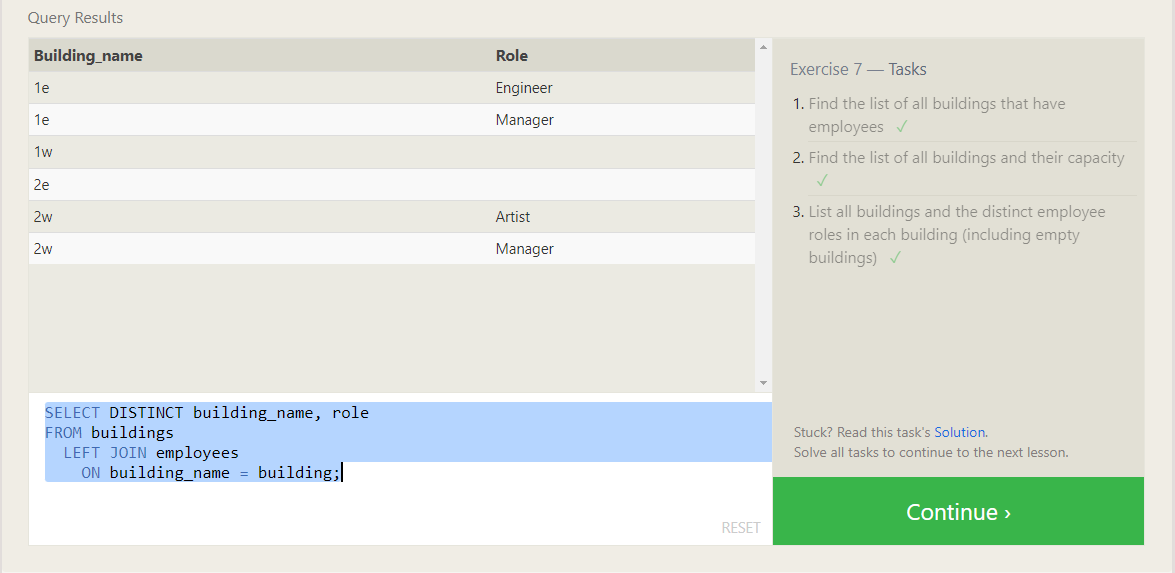 Query Results
Building_name Role
1e Engineer
1e Manager
1w
2e
2w Artist
2w Manager
SELECT DISTINCT building_name, role
FROM buildings
LEFT JOIN employees
ON building_name = building;
RESET
Exercise 7 — Tasks
1. Find the list of all buildings that have
employees ✓
2. Find the list of all buildings and their capacity
✓
3. List all buildings and the distinct employee
roles in each building (including empty
buildings) ✓
Stuck? Read this task's Solution.
Solve all tasks to continue to the next lesson.
Continue ›